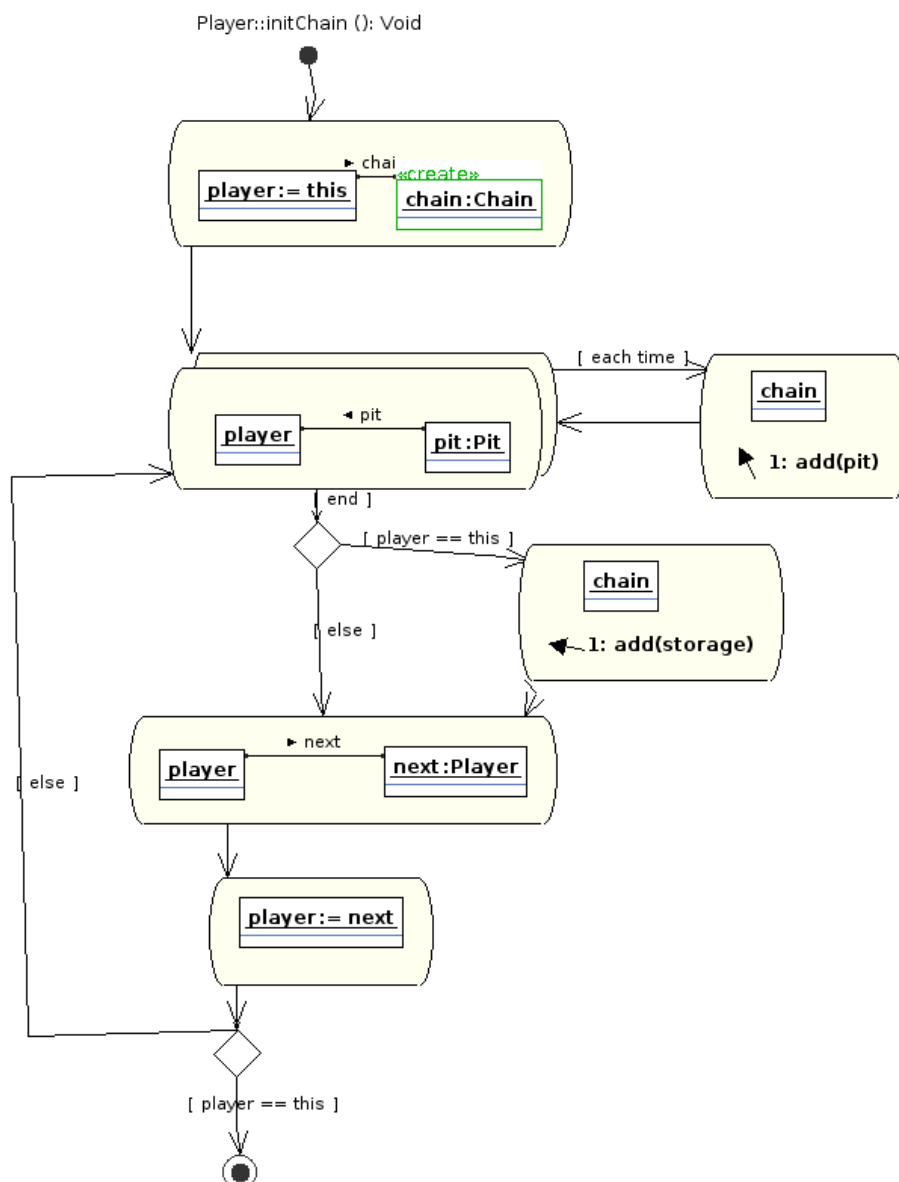 Player::initChain (): Void
► chai
«create»
player:= this
chain:Chain
[ each time ]
chain
◄ pit
player
pit:Pit
1: add(pit)
end ]
[ player == this ]
chain
[ else ]
1: add(storage)
► next
player
next:Player
[ else ]
player:= next
[ player == this ]